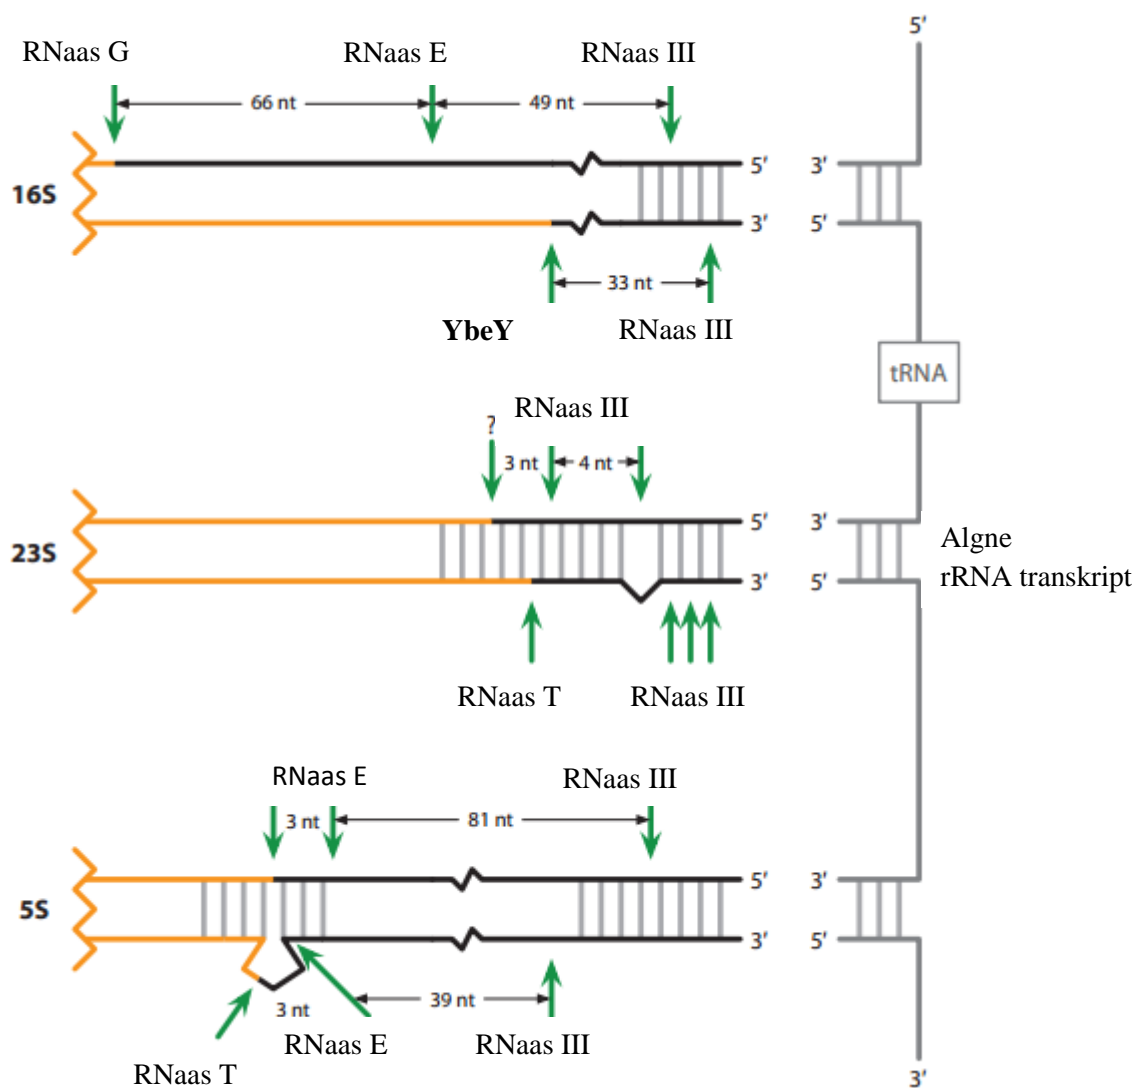 5′
RNaas G RNaas E RNaas III
66 nt 49 nt
5′ 3′
16S
3′ 5′
33 nt
YbeY RNaas III
tRNA
RNaas III
?
3 nt 4 nt
5′ 3′
23S
Algne
rRNA transkript
3′ 5′
RNaas T RNaas III
RNaas E RNaas III
3 nt 81 nt
5′ 3′
5S
3′ 5′
3 nt 39 nt
RNaas T RNaas E RNaas III
3′